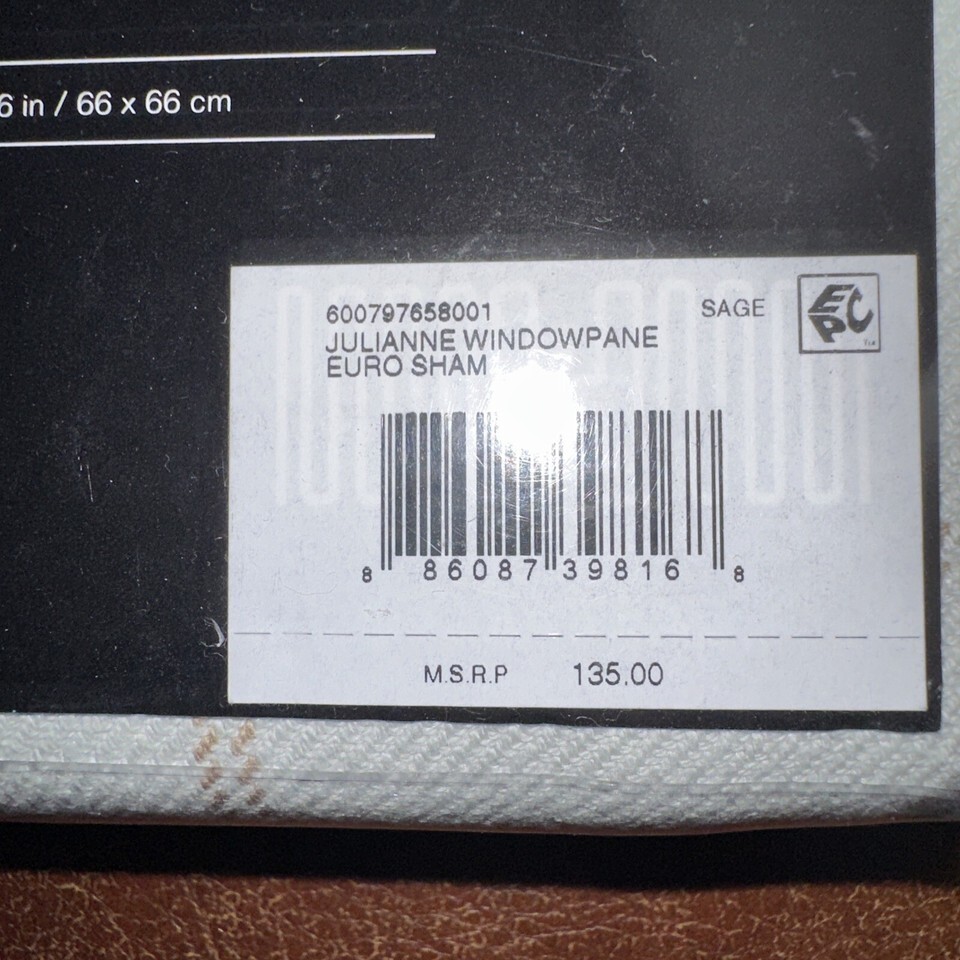 6 in / 66 x 66 cm
600797658001 SAGE EPC
JULIANNE WINDOWPANE
EURO SHAM
8 86087 39816 8
M.S.R.P 135.00